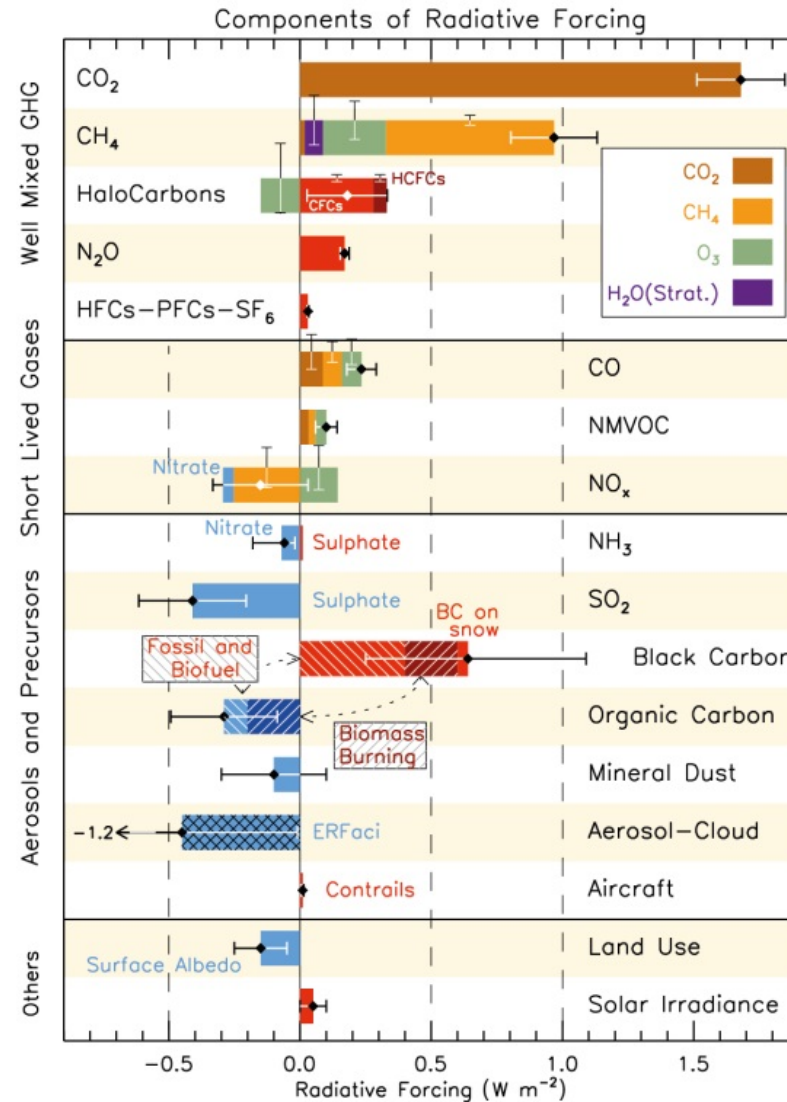 Components of Radiative Forcing
Well Mixed GHG
CO2
CH4
HaloCarbons
HCFCs
CFCs
N2O
HFCs-PFCs-SF6
CO2
CH4
O3
H2O(Strat.)
Short Lived Gases
CO
NMVOC
Nitrate
NOx
Aerosols and Precursors
Nitrate
Sulphate
NH3
Sulphate
SO2
BC on
snow
Fossil and
Biofuel
Black Carbon
Organic Carbon
Biomass
Burning
Mineral Dust
-1.2
ERFaci
Aerosol-Cloud
Contrails
Aircraft
Others
Land Use
Surface Albedo
Solar Irradiance
-0.5 0.0 0.5 1.0 1.5
Radiative Forcing (W m-2)